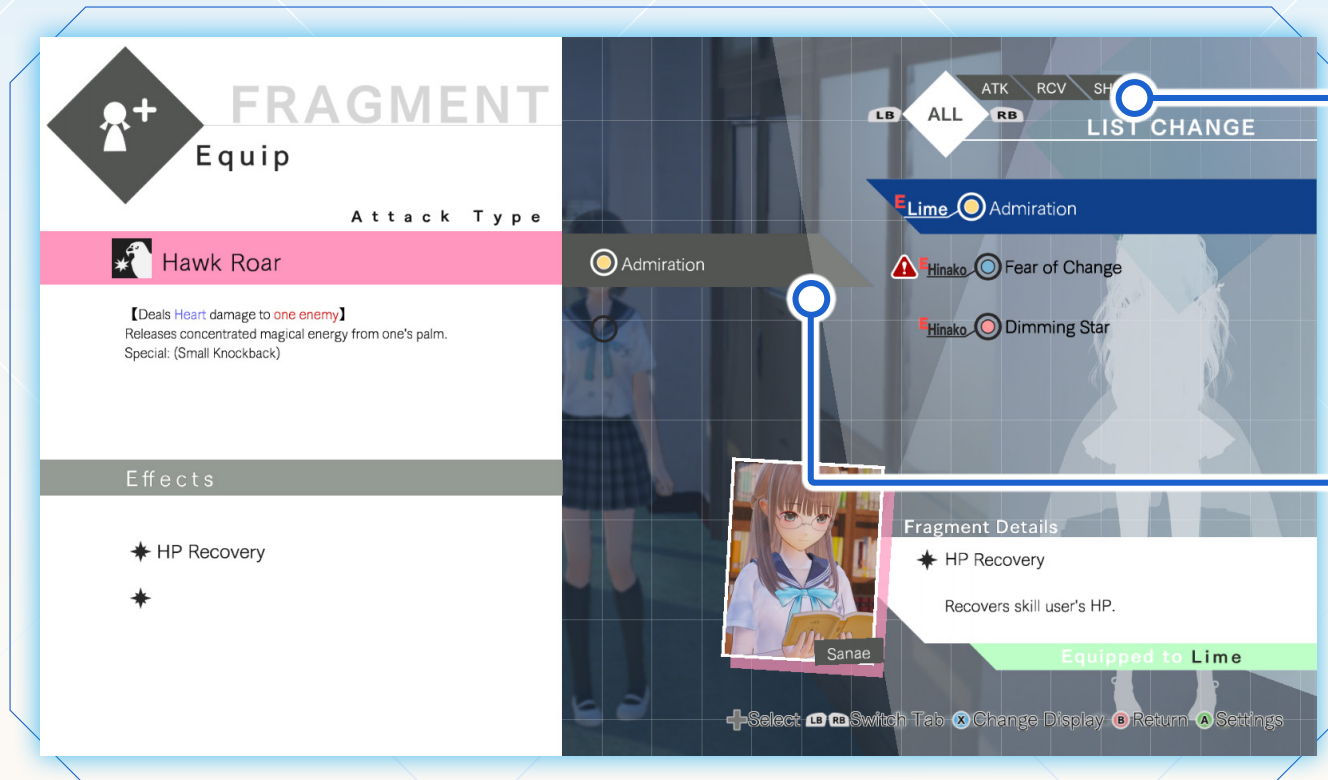 FRAGMENT
Equip
Attack Type
Hawk Roar
【Deals Heart damage to one enemy】
Releases concentrated magical energy from one's palm.
Special: (Small Knockback)
Effects
HP Recovery
Admiration
ATK RCV
LB ALL RB
LIST CHANGE
E Lime Admiration
E Hinako Fear of Change
E Hinako Dimming Star
Sanae
Fragment Details
HP Recovery
Recovers skill user's HP.
Equipped to Lime
Select LB RB Switch Tab X Change Display B Return A Settings